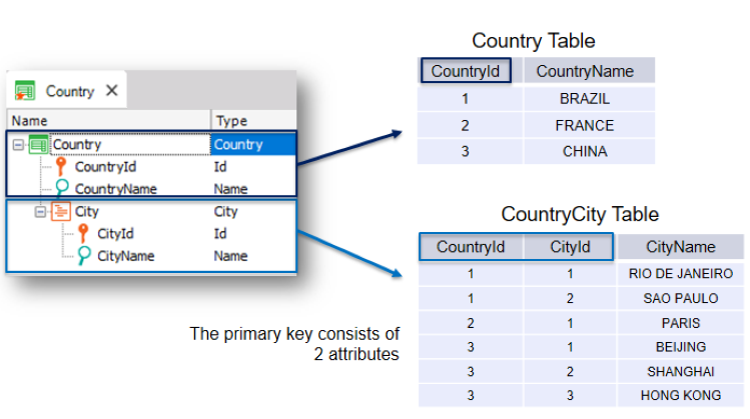 Country Table
CountryId CountryName
1 BRAZIL
2 FRANCE
3 CHINA
Country X
Name Type
Country Country
CountryId Id
CountryName Name
City City
CityId Id
CityName Name
CountryCity Table
CountryId CityId CityName
1 1 RIO DE JANEIRO
1 2 SAO PAULO
2 1 PARIS
3 1 BEIJING
3 2 SHANGHAI
3 3 HONG KONG
The primary key consists of
2 attributes